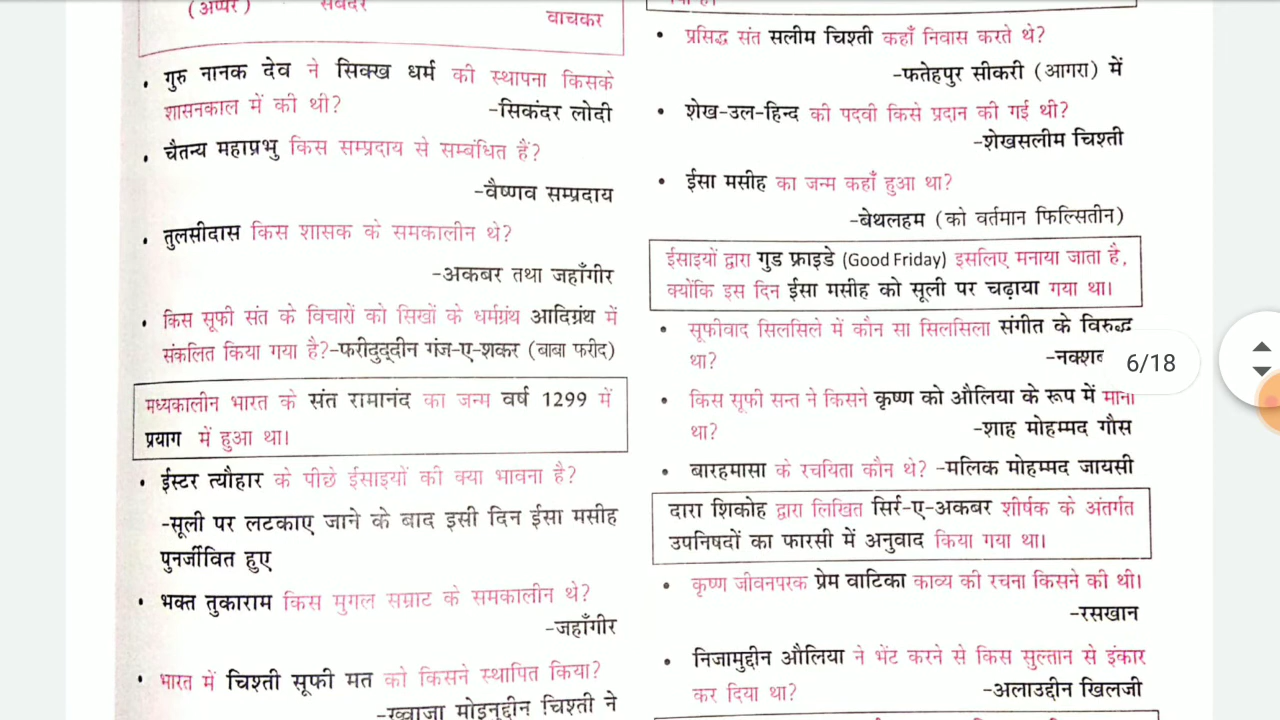 (अप्पर)
वाचकर
• गुरु नानक देव ने सिक्ख धर्म की स्थापना किसके
शासनकाल में की थी? -सिकंदर लोदी
• चैतन्य महाप्रभु किस सम्प्रदाय से सम्बंधित हैं?
-वैष्णव सम्प्रदाय
• तुलसीदास किस शासक के समकालीन थे?
-अकबर तथा जहाँगीर
• किस सूफी संत के विचारों को सिखों के धर्मग्रंथ आदिग्रंथ में
संकलित किया गया है?-फरीदुद्दीन गंज-ए-शकर (बाबा फरीद)
मध्यकालीन भारत के संत रामानंद का जन्म वर्ष 1299 में
प्रयाग में हुआ था।
• ईस्टर त्यौहार के पीछे ईसाइयों की क्या भावना है?
-सूली पर लटकाए जाने के बाद इसी दिन ईसा मसीह
पुनर्जीवित हुए
• भक्त तुकाराम किस मुगल सम्राट के समकालीन थे?
-जहाँगीर
• भारत में चिश्ती सूफी मत को किसने स्थापित किया?
-ख्वाजा मोइनुद्दीन चिश्ती ने
• प्रसिद्ध संत सलीम चिश्ती कहाँ निवास करते थे?
-फतेहपुर सीकरी (आगरा) में
• शेख-उल-हिन्द की पदवी किसे प्रदान की गई थी?
-शेखसलीम चिश्ती
• ईसा मसीह का जन्म कहाँ हुआ था?
-बेथलहम (को वर्तमान फिल्सितीन)
ईसाइयों द्वारा गुड फ्राइडे (Good Friday) इसलिए मनाया जाता है,
क्योंकि इस दिन ईसा मसीह को सूली पर चढ़ाया गया था।
• सूफीवाद सिलसिले में कौन सा सिलसिला संगीत के विरुद्ध
था?
6/18
• किस सूफी सन्त ने किसने कृष्ण को औलिया के रूप में माना
था? -शाह मोहम्मद गौस
• बारहमासा के रचयिता कौन थे? -मलिक मोहम्मद जायसी
दारा शिकोह द्वारा लिखित सिर्र-ए-अकबर शीर्षक के अंतर्गत
उपनिषदों का फारसी में अनुवाद किया गया था।
• कृष्ण जीवनपरक प्रेम वाटिका काव्य की रचना किसने की थी।
-रसखान
• निजामुद्दीन औलिया ने भेंट करने से किस सुल्तान से इंकार
कर दिया था? -अलाउद्दीन खिलजी